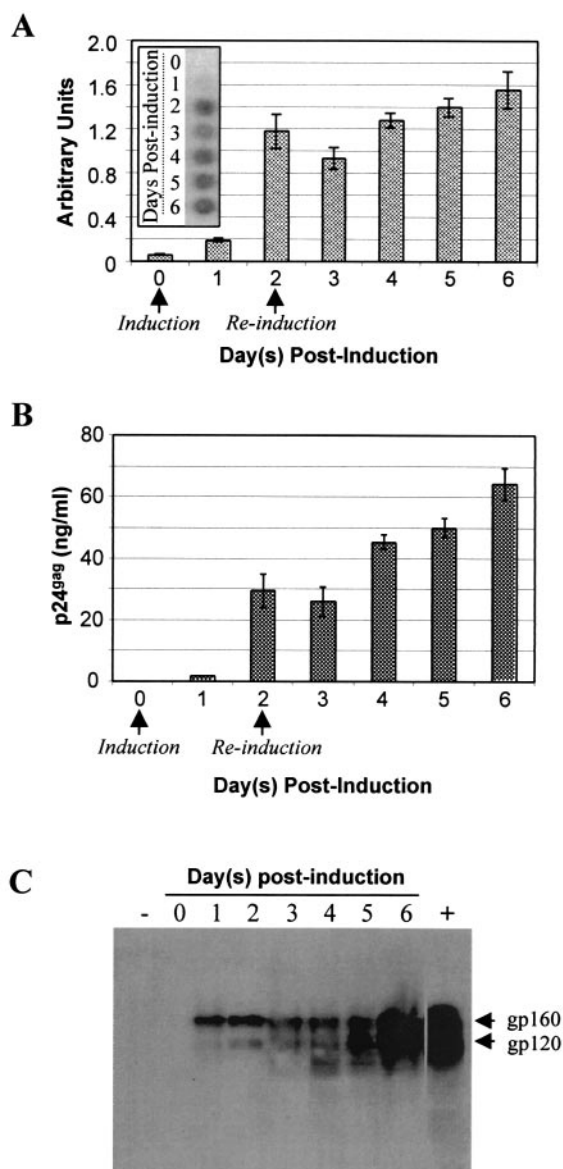 A
2.0
1.6
1.2
0.8
0.4
0
Arbitrary Units
Days Post-induction
0
1
2
3
4
5
6
0 1 2 3 4 5 6
Induction Re-induction
Day(s) Post-Induction
B
80
60
40
20
0
p24gag (ng/ml)
0 1 2 3 4 5 6
Induction Re-induction
Day(s) Post-Induction
C
Day(s) post-induction
- 0 1 2 3 4 5 6 +
gp160
gp120